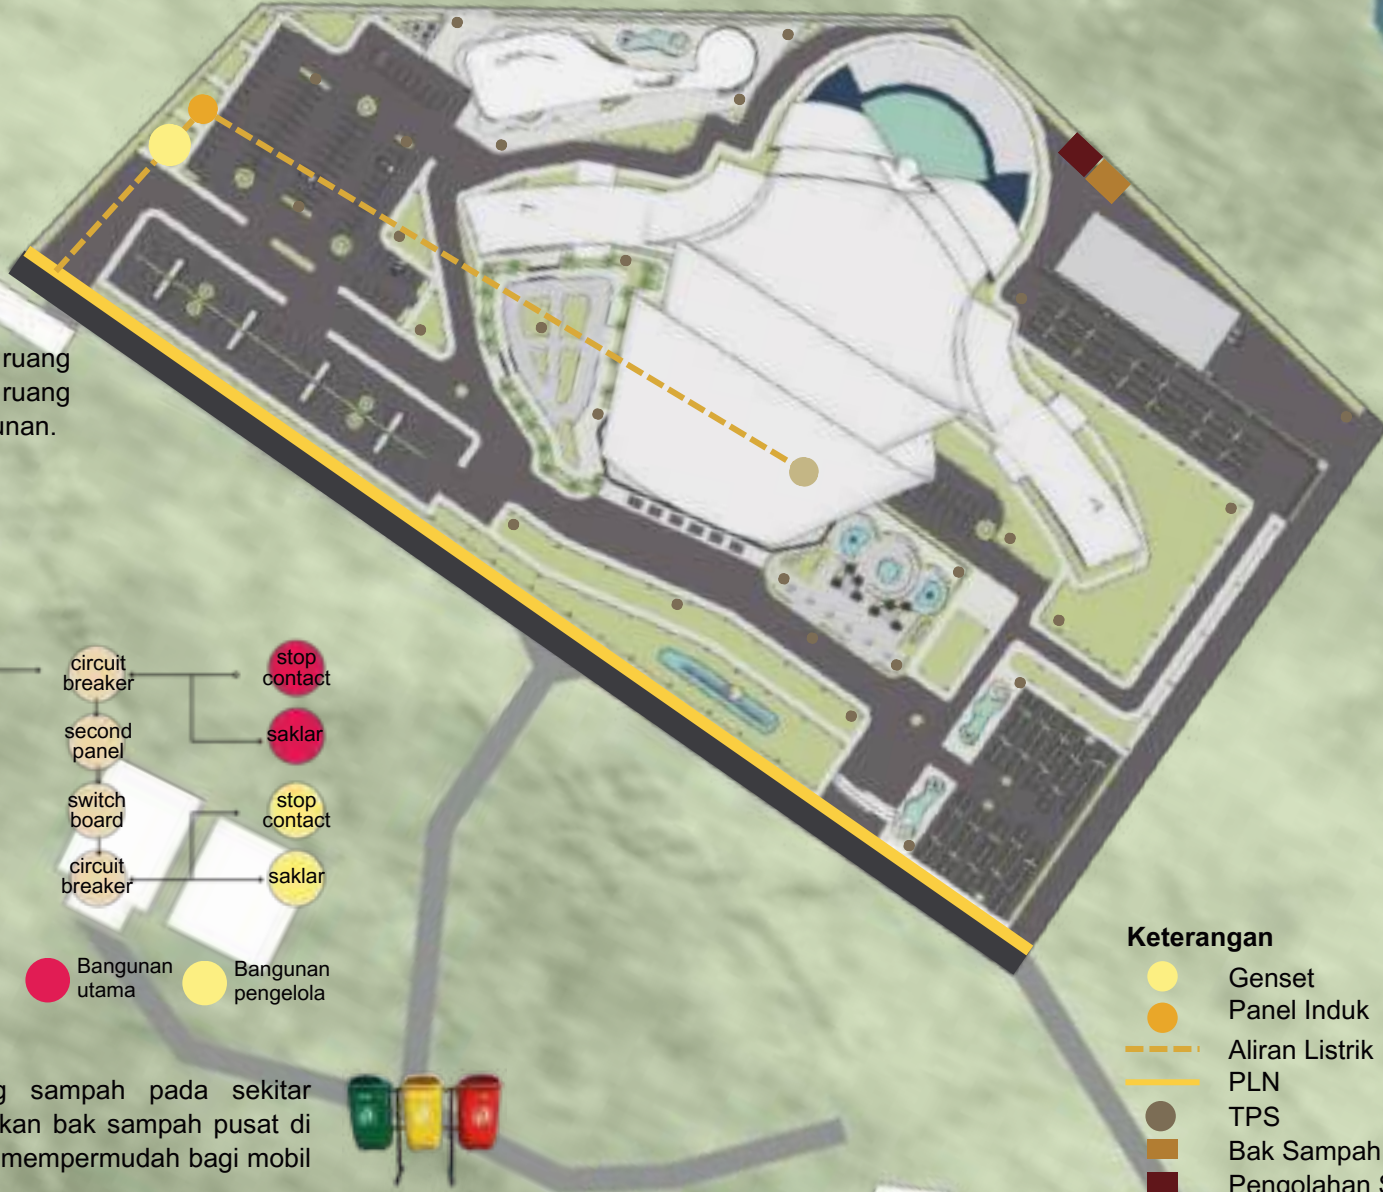 ruang
ruang
unan.
circuit
breaker
stop
contact
second
panel
saklar
switch
board
stop
contact
circuit
breaker
saklar
Bangunan
utama
Bangunan
pengelola
g sampah pada sekitar
kan bak sampah pusat di
mempermudah bagi mobil
Keterangan
Genset
Panel Induk
Aliran Listrik
PLN
TPS
Bak Sampah
Pengolahan S